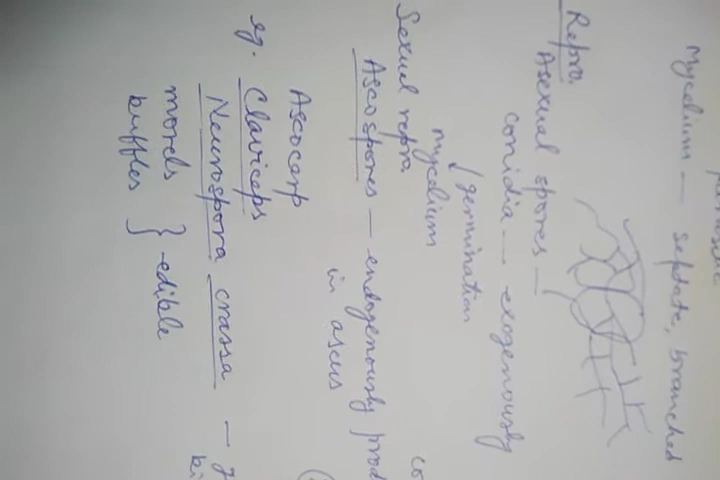 Mycelium — septate, branched
Repro.
Asexual spores —
conidia — exogenously
germination
mycelium
Sexual repro
Ascospores — endogenously prod
in ascus
Ascocarp
eg. Claviceps
Neurospora crassa —
morels
buffles } edible